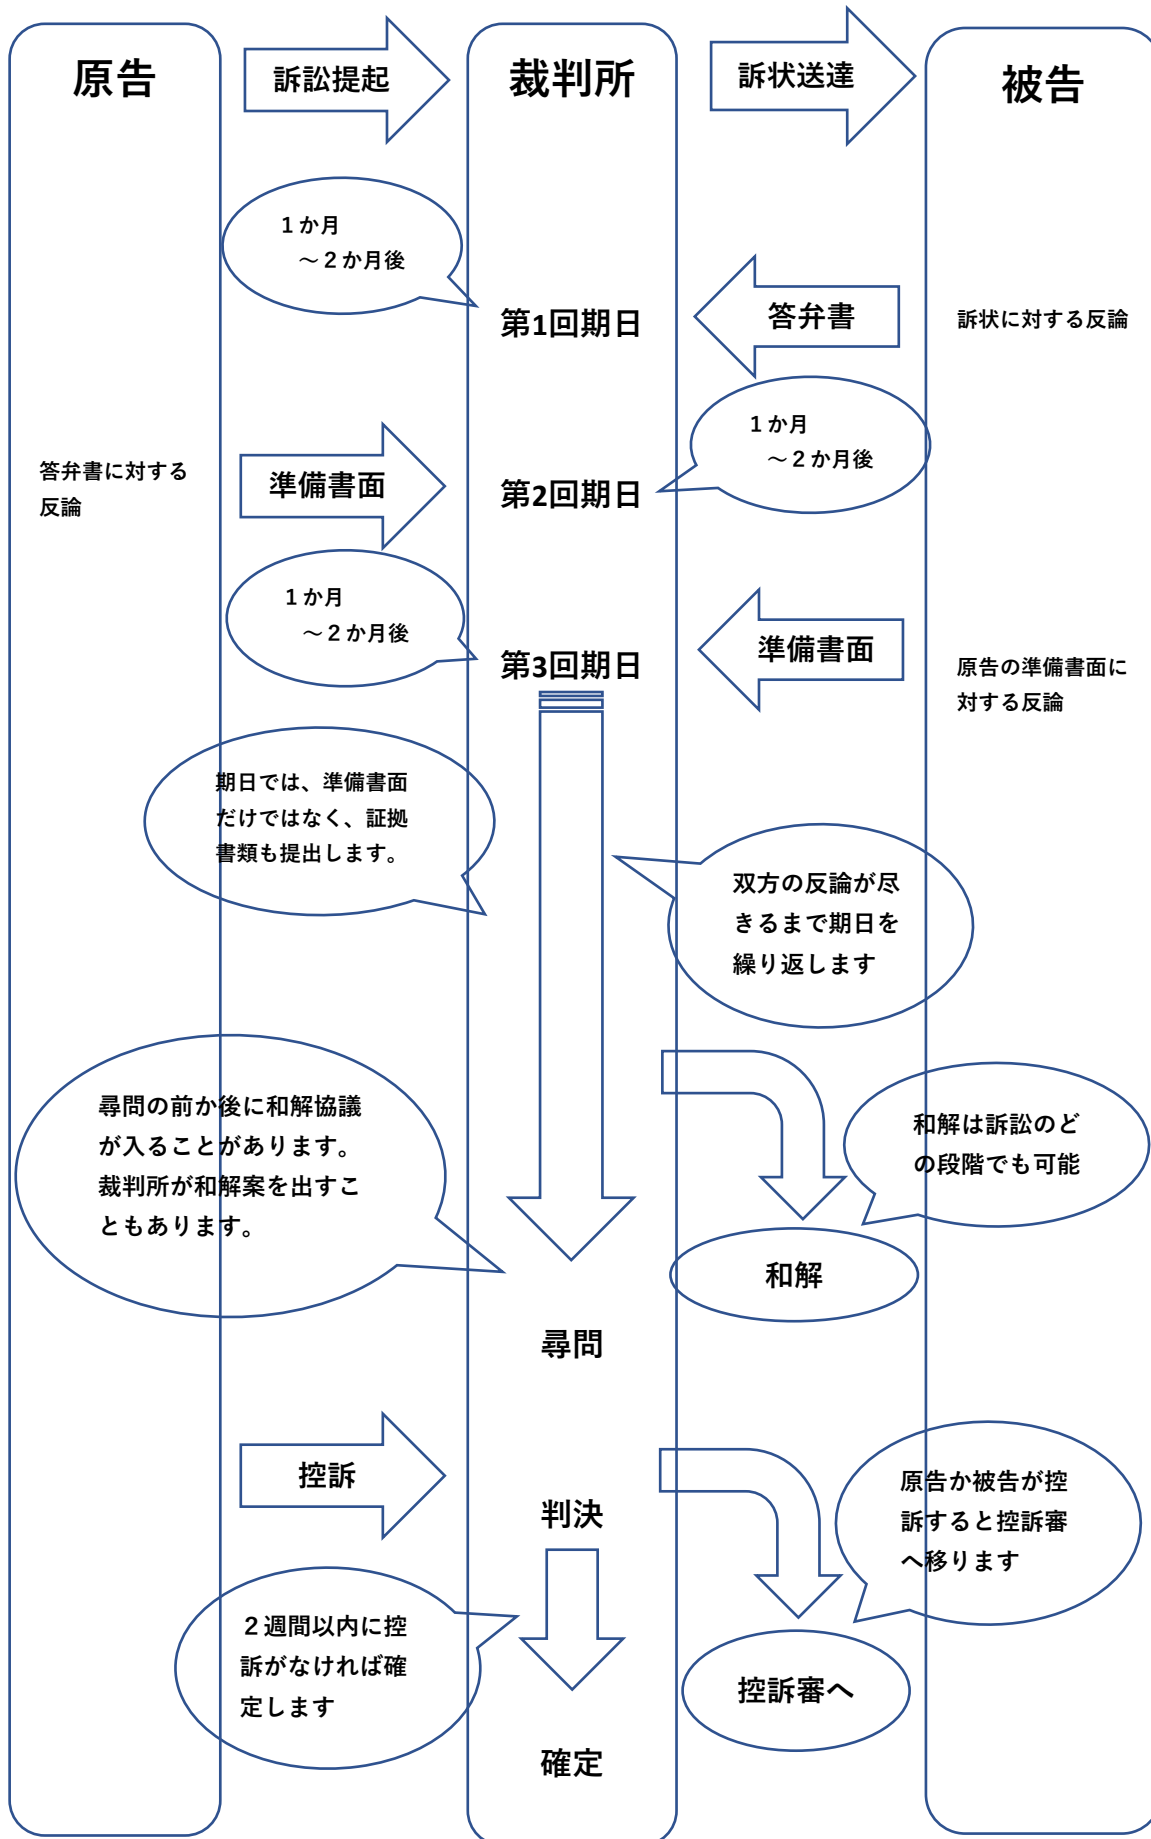 原告
訴訟提起
裁判所
訴状送達
被告
1か月
～2か月後
第1回期日
答弁書
訴状に対する反論
1か月
～2か月後
答弁書に対する
反論
準備書面
第2回期日
1か月
～2か月後
第3回期日
準備書面
原告の準備書面に
対する反論
期日では、準備書面
だけではなく、証拠
書類も提出します。
双方の反論が尽
きるまで期日を
繰り返します
尋問の前か後に和解協議
が入ることがあります。
裁判所が和解案を出すこ
ともあります。
和解は訴訟のど
の段階でも可能
和解
尋問
控訴
判決
原告か被告が控
訴すると控訴審
へ移ります
2週間以内に控
訴がなければ確
定します
控訴審へ
確定